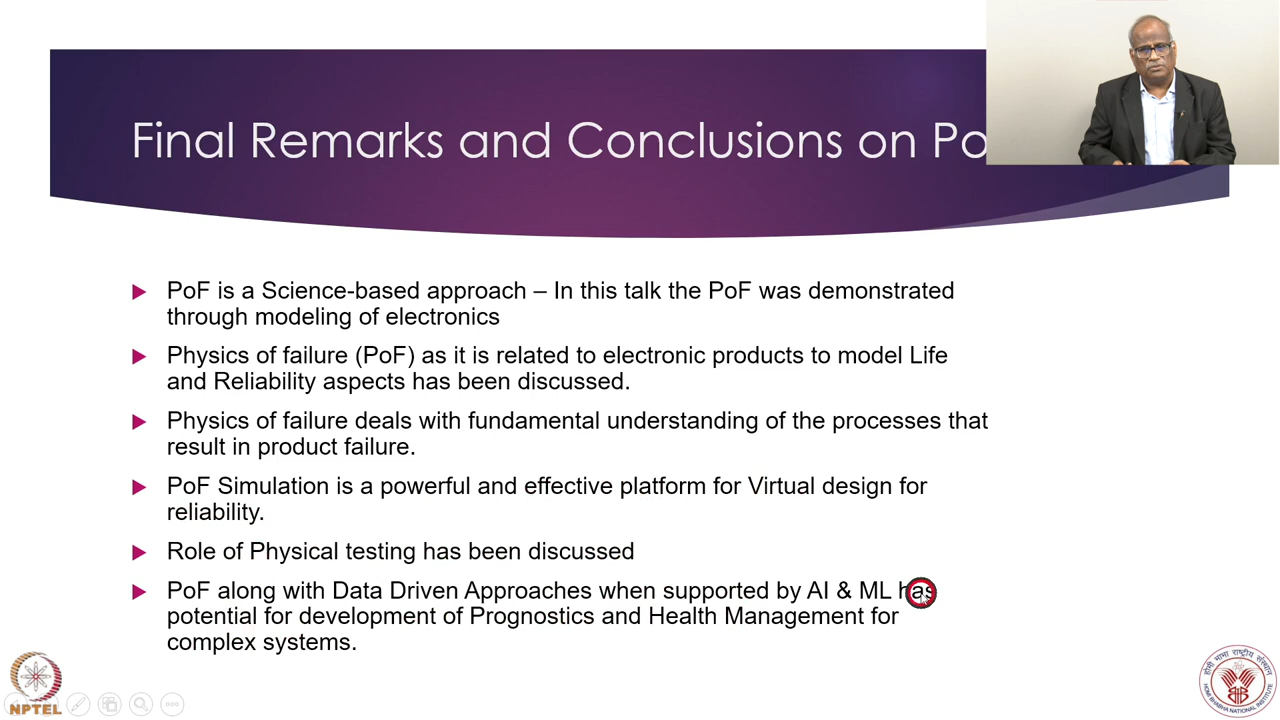 Final Remarks and Conclusions on Po
PoF is a Science-based approach – In this talk the PoF was demonstrated
through modeling of electronics
Physics of failure (PoF) as it is related to electronic products to model Life
and Reliability aspects has been discussed.
Physics of failure deals with fundamental understanding of the processes that
result in product failure.
PoF Simulation is a powerful and effective platform for Virtual design for
reliability.
Role of Physical testing has been discussed
PoF along with Data Driven Approaches when supported by AI & ML has
potential for development of Prognostics and Health Management for
complex systems.
NPTEL
होमी भाभा राष्ट्रीय संस्थान
HOMI BHABHA NATIONAL INSTITUTE